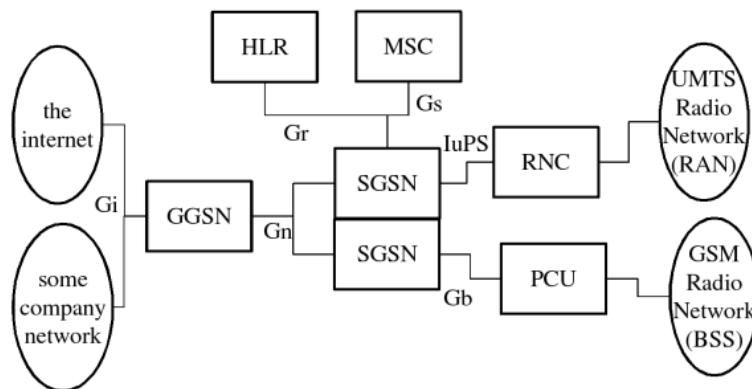 HLR
MSC
UMTS
Radio
Network
(RAN)
the
internet
Gr
Gs
IuPS
RNC
SGSN
Gi
GGSN
Gn
SGSN
some
company
network
Gb
PCU
GSM
Radio
Network
(BSS)